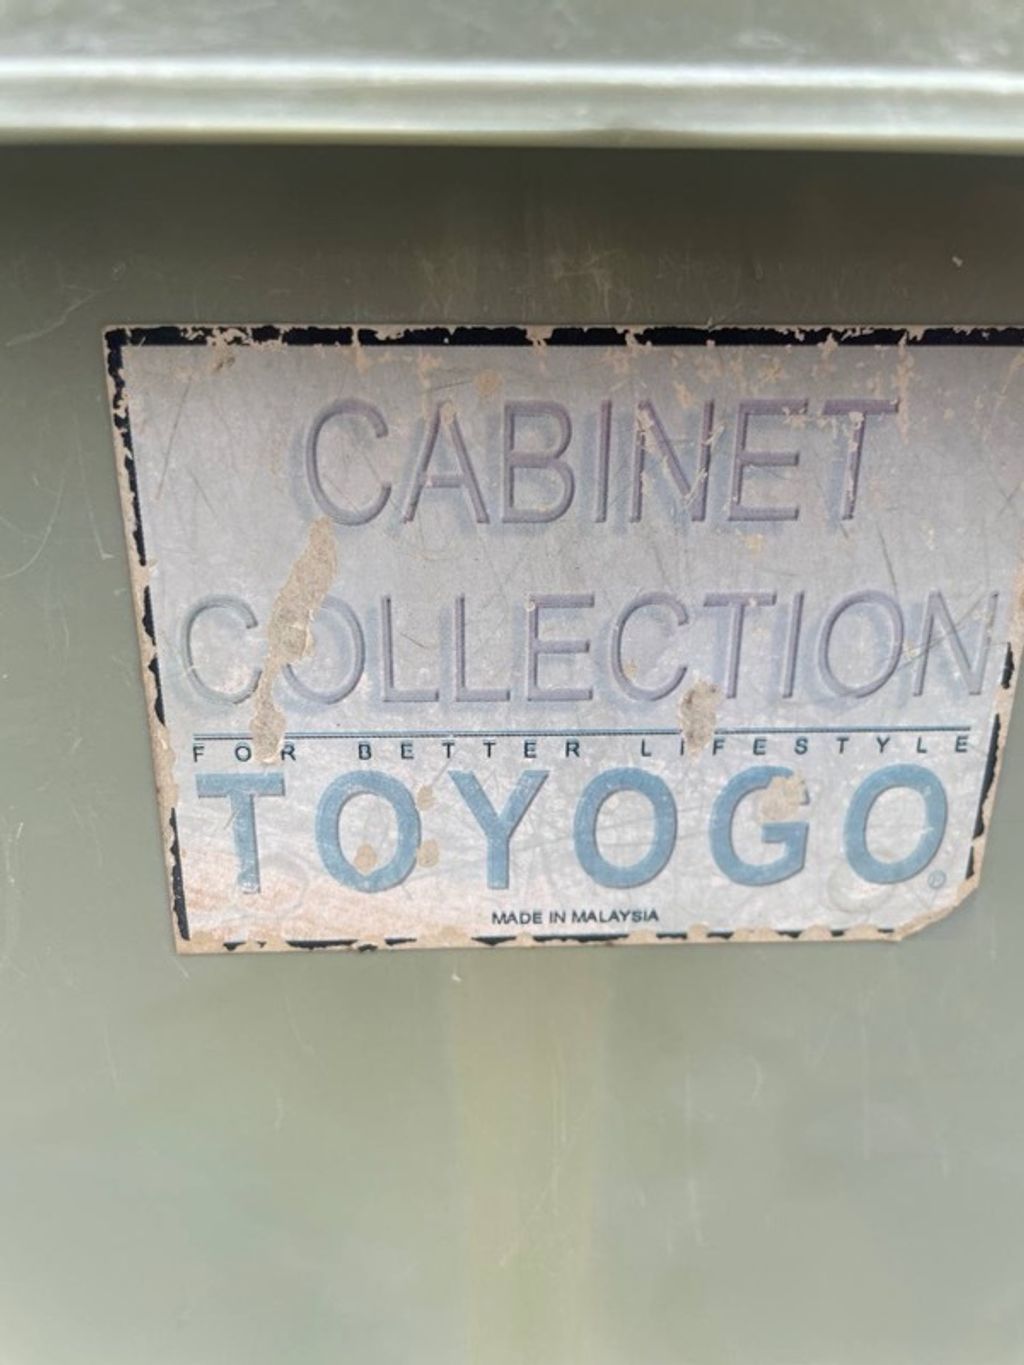 CABINET
COLLECTION
FOR BETTER LIFESTYLE
TOYOGO®
MADE IN MALAYSIA